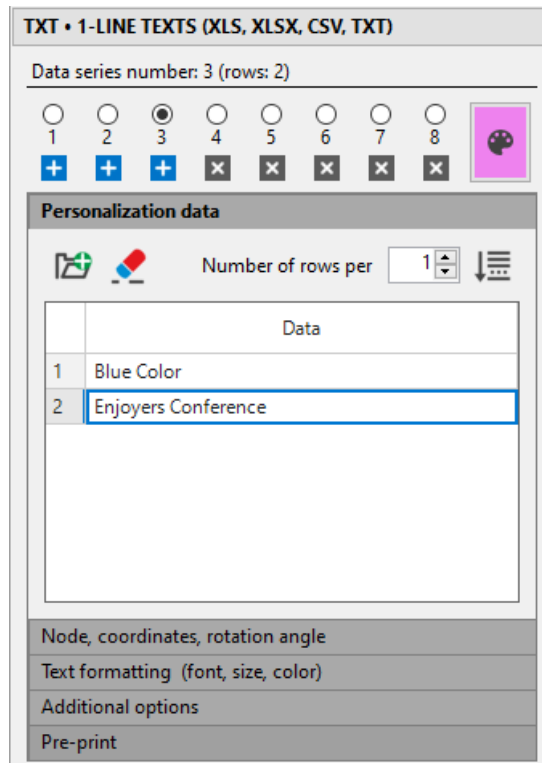 TXT • 1-LINE TEXTS (XLS, XLSX, CSV, TXT)
Data series number: 3 (rows: 2)
1 2 3 4 5 6 7 8
Personalization data
Number of rows per 1
Data
1 Blue Color
2 Enjoyers Conference
Node, coordinates, rotation angle
Text formatting (font, size, color)
Additional options
Pre-print